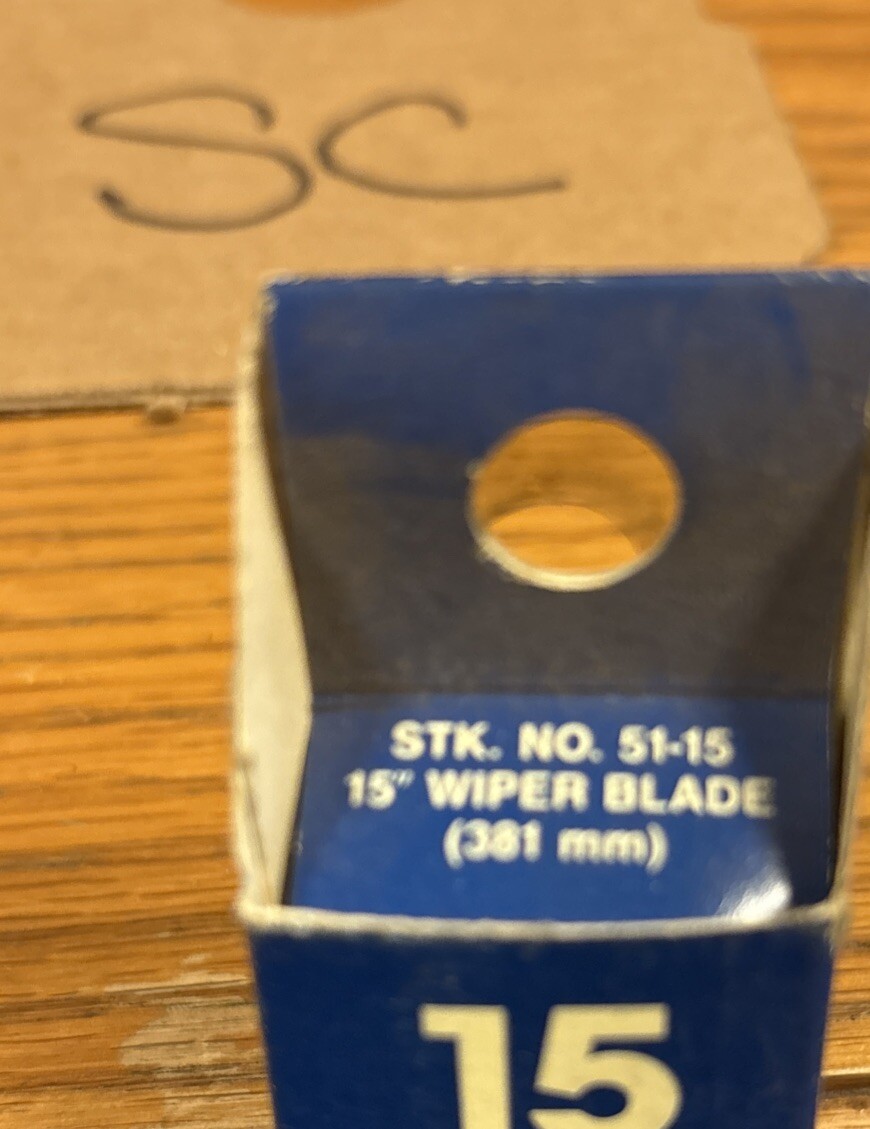 SC
STK. NO. 51-15
15" WIPER BLADE
(381 mm)
15